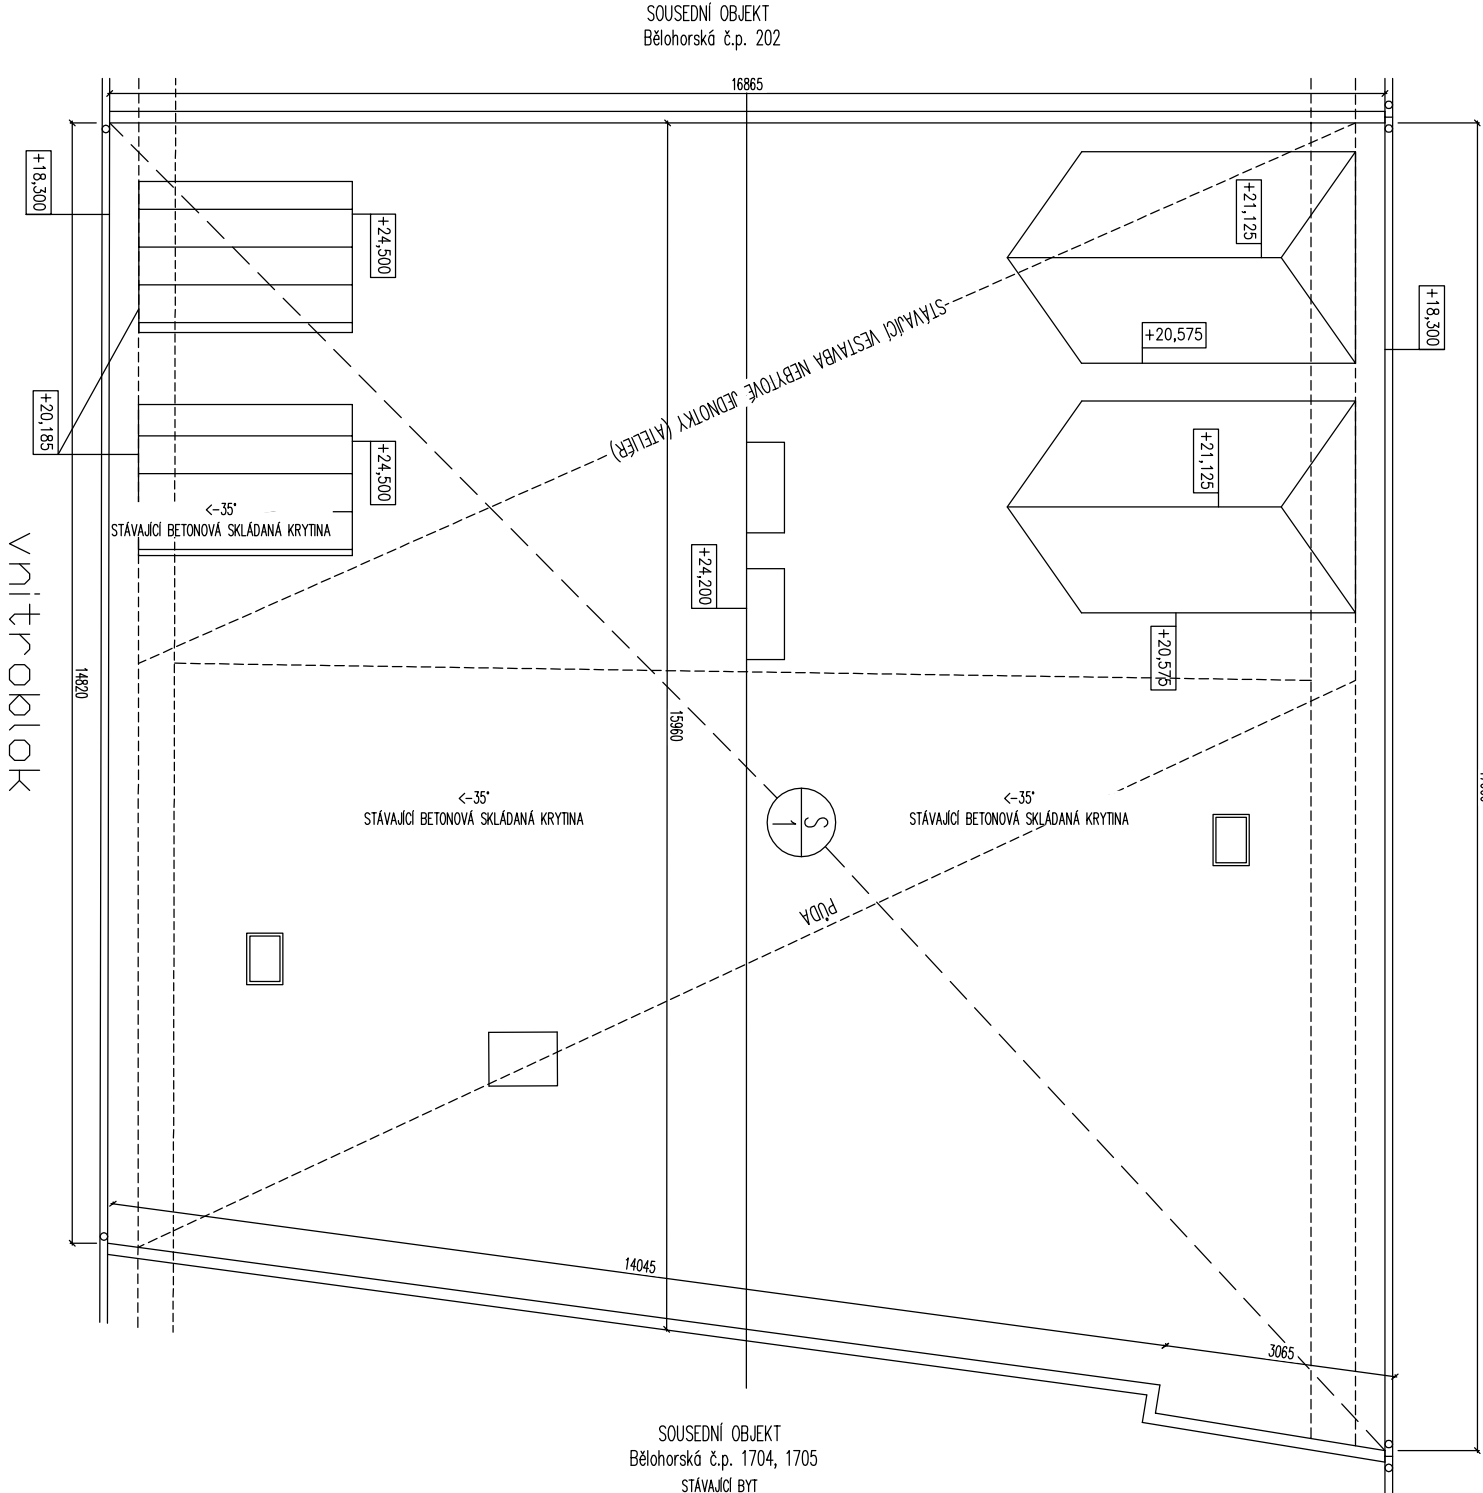 SOUSEDNÍ OBJEKT
Bělohorská č.p. 202
16865
+18,300
+24,500
+21,125
+18,300
+20,575
STÁVAJÍCÍ VESTAVBA NEBYTOVÉ JEDNOTKY (ATELIÉR)
+20,185
+24,500
+21,125
<-35°
STÁVAJÍCÍ BETONOVÁ SKLÁDANÁ KRYTINA
+24,200
+20,575
vnitroblok
14820
15960
<-35°
STÁVAJÍCÍ BETONOVÁ SKLÁDANÁ KRYTINA
S
1
<-35°
STÁVAJÍCÍ BETONOVÁ SKLÁDANÁ KRYTINA
PŮDA
14045
3065
SOUSEDNÍ OBJEKT
Bělohorská č.p. 1704, 1705
STÁVAJÍCÍ BYT